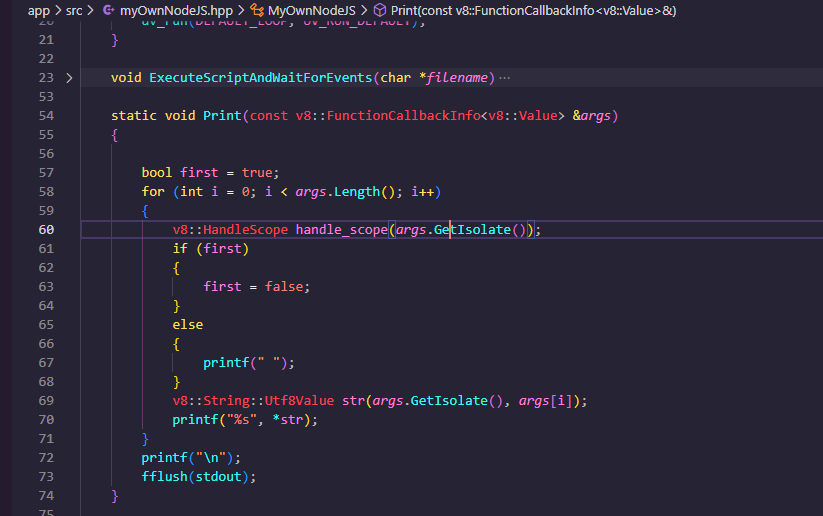 app > src > myOwnNodeJS.hpp > MyOwnNodeJS > Print(const v8::FunctionCallbackInfo<v8::Value>&)
20 uv_run(DEFAULT_LOOP, UV_RUN_DEFAULT);
21 }
22
23 > void ExecuteScriptAndWaitForEvents(char *filename) ···
53
54 static void Print(const v8::FunctionCallbackInfo<v8::Value> &args)
55 {
56
57 bool first = true;
58 for (int i = 0; i < args.Length(); i++)
59 {
60 v8::HandleScope handle_scope(args.GetIsolate());
61 if (first)
62 {
63 first = false;
64 }
65 else
66 {
67 printf(" ");
68 }
69 v8::String::Utf8Value str(args.GetIsolate(), args[i]);
70 printf("%s", *str);
71 }
72 printf("\n");
73 fflush(stdout);
74 }
75